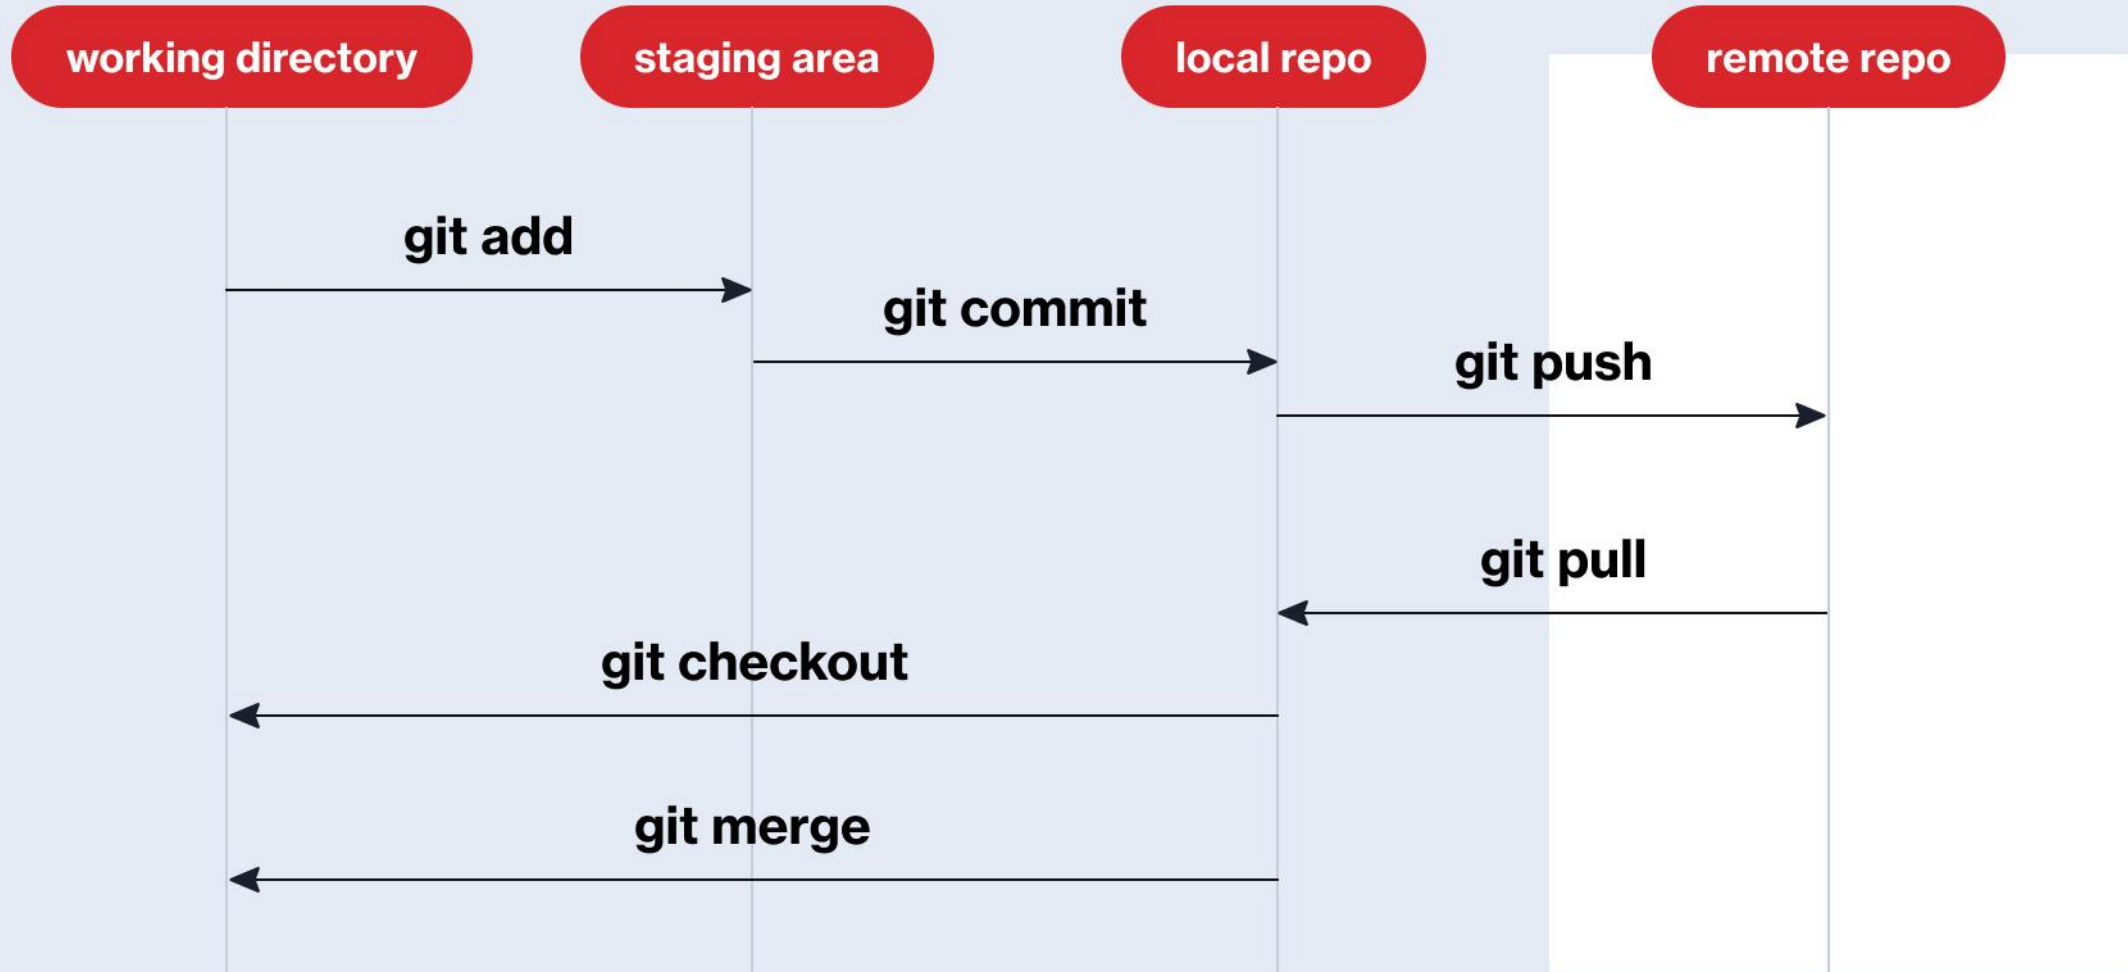 working directory
staging area
local repo
remote repo
git add
git commit
git push
git pull
git checkout
git merge